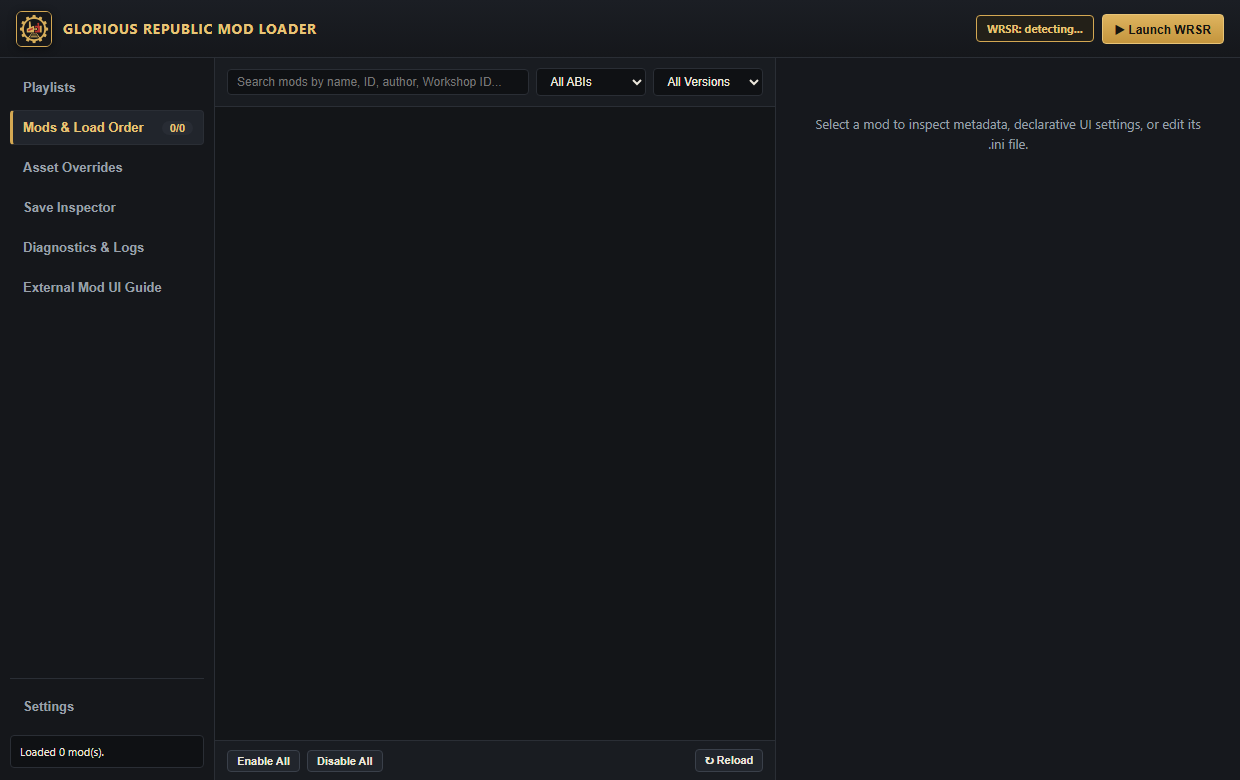 GLORIOUS REPUBLIC MOD LOADER
WRSR: detecting...
▶ Launch WRSR
Playlists
Mods & Load Order 0/0
Asset Overrides
Save Inspector
Diagnostics & Logs
External Mod UI Guide
Settings
Loaded 0 mod(s).
Search mods by name, ID, author, Workshop ID...
All ABIs
All Versions
Enable All
Disable All
↻ Reload
Select a mod to inspect metadata, declarative UI settings, or edit its
.ini file.